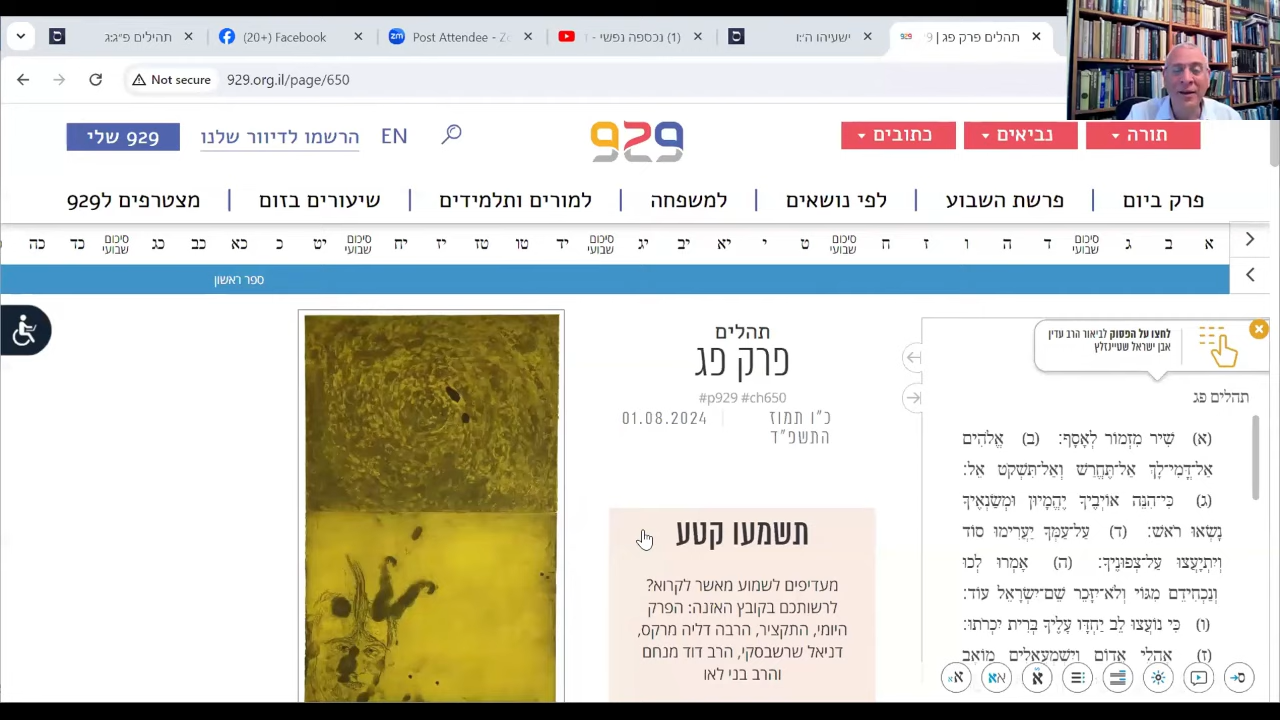 תהילים פ״ג:ג
(20+) Facebook
Post Attendee - Z
(1) נכספה נפשי -
ישעיהו ה׳:ו
תהלים פרק פג | 9
Not secure
929.org.il/page/650
929 שלי
הרשמו לדיוור שלנו
EN
929
כתובים
נביאים
תורה
פרק ביום
פרשת השבוע
לפי נושאים
למשפחה
למורים ותלמידים
שיעורים בזום
מצטרפים ל929
א ב ג סיכום שבועי ד ה ו ז ח סיכום שבועי ט י יא יב יג סיכום שבועי יד טו טז יז יח סיכום שבועי יט כ כא כב כג סיכום שבועי כד כה
ספר ראשון
לחצו על הפסוק לביאור הרב עדין
אבן ישראל שטיינזלץ
תהלים פג
(א) שִׁיר מִזְמוֹר לְאָסָף: (ב) אֱלֹהִים
אַל־דֳּמִי־לָךְ אַל־תֶּחֱרַשׁ וְאַל־תִּשְׁקֹט אֵל:
(ג) כִּי־הִנֵּה אוֹיְבֶיךָ יֶהֱמָיוּן וּמְשַׂנְאֶיךָ
נָשְׂאוּ רֹאשׁ: (ד) עַל־עַמְּךָ יַעֲרִימוּ סוֹד
וְיִתְיָעֲצוּ עַל־צְפוּנֶיךָ: (ה) אָמְרוּ לְכוּ
וְנַכְחִידֵם מִגּוֹי וְלֹא־יִזָּכֵר שֵׁם־יִשְׂרָאֵל עוֹד:
(ו) כִּי נוֹעֲצוּ לֵב יַחְדָּו עָלֶיךָ בְּרִית יִכְרֹתוּ:
(ז) אָהֳלֵי אֱדוֹם וְיִשְׁמְעֵאלִים מוֹאָב
תהלים
פרק פג
#p929 #ch650
כ"ו תמוז
התשפ"ד
01.08.2024
תשמעו קטע
מעדיפים לשמוע מאשר לקרוא?
לרשותכם בקובץ האזנה: הפרק
היומי, התקציר, הרבה דליה מרקס,
דניאל שרשבסקי, הרב דוד מנחם
והרב בני לאו